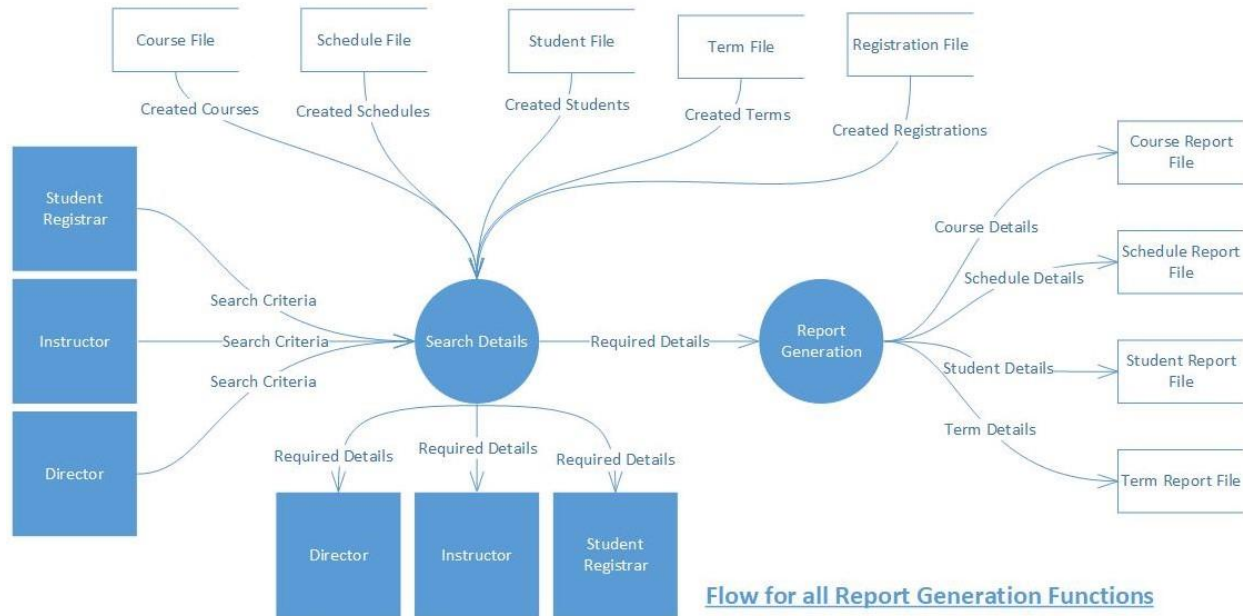 Course File
Schedule File
Student File
Term File
Registration File
Created Courses
Created Schedules
Created Students
Created Terms
Created Registrations
Student
Registrar
Instructor
Director
Search Criteria
Search Criteria
Search Criteria
Search Details
Required Details
Report
Generation
Course Details
Schedule Details
Student Details
Term Details
Course Report
File
Schedule Report
File
Student Report
File
Term Report File
Required Details
Required Details
Required Details
Director
Instructor
Student
Registrar
Flow for all Report Generation Functions